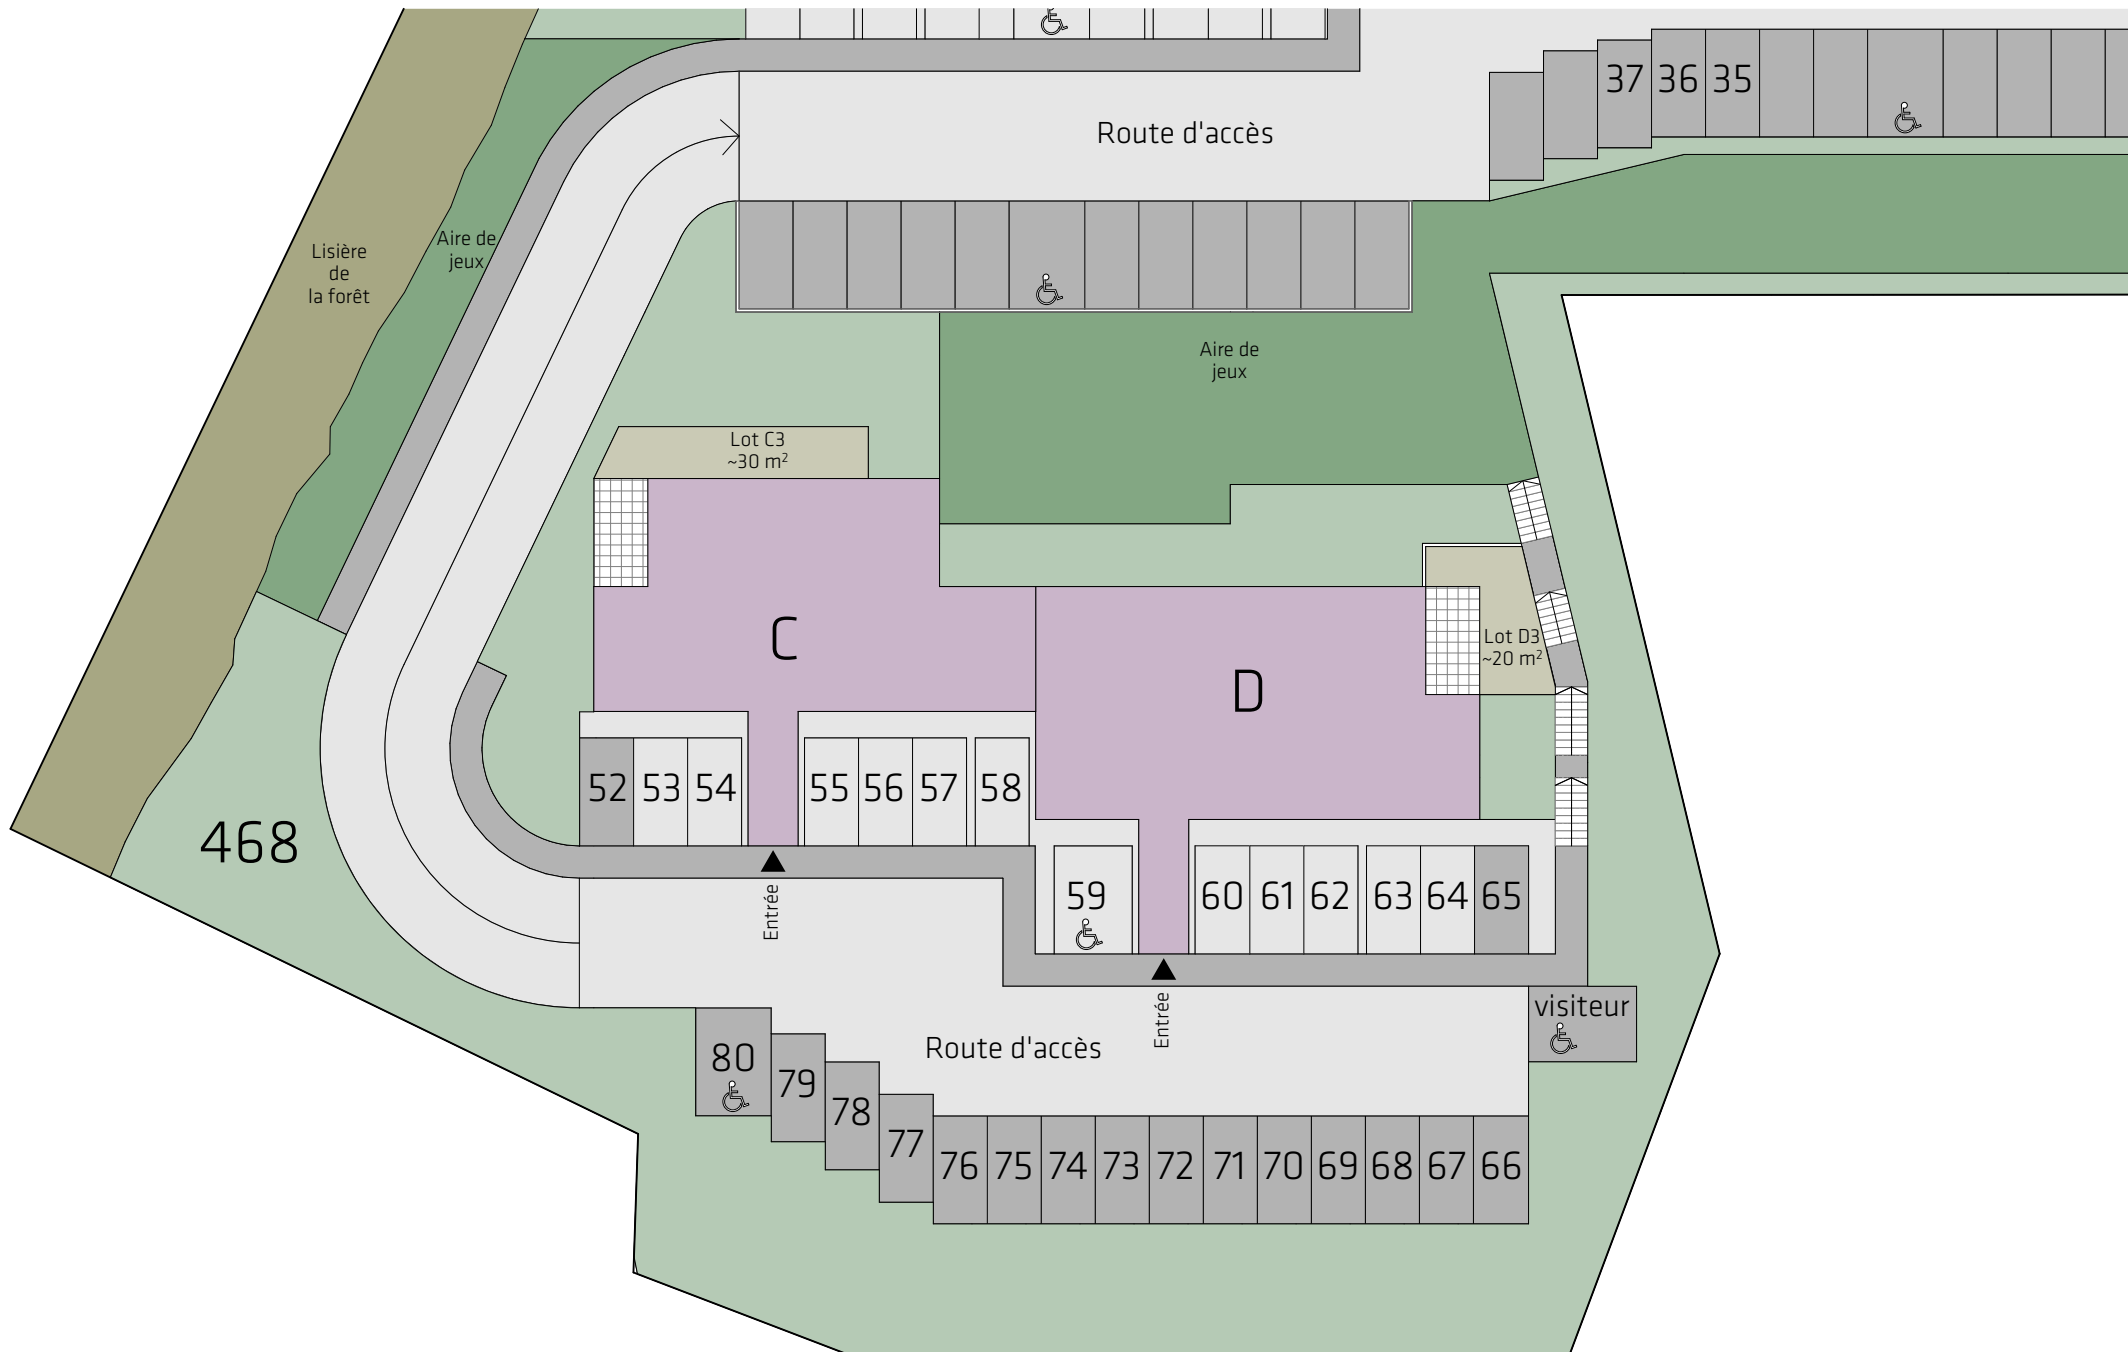 37 36 35
Route d'accès
Aire de
jeux
Lisière
de
la forêt
Aire de
jeux
Lot C3
~30 m²
C
Lot D3
~20 m²
D
52 53 54 55 56 57 58
468
59 60 61 62 63 64 65
Entrée
Entrée
visiteur
Route d'accès
80
79
78
77
76 75 74 73 72 71 70 69 68 67 66